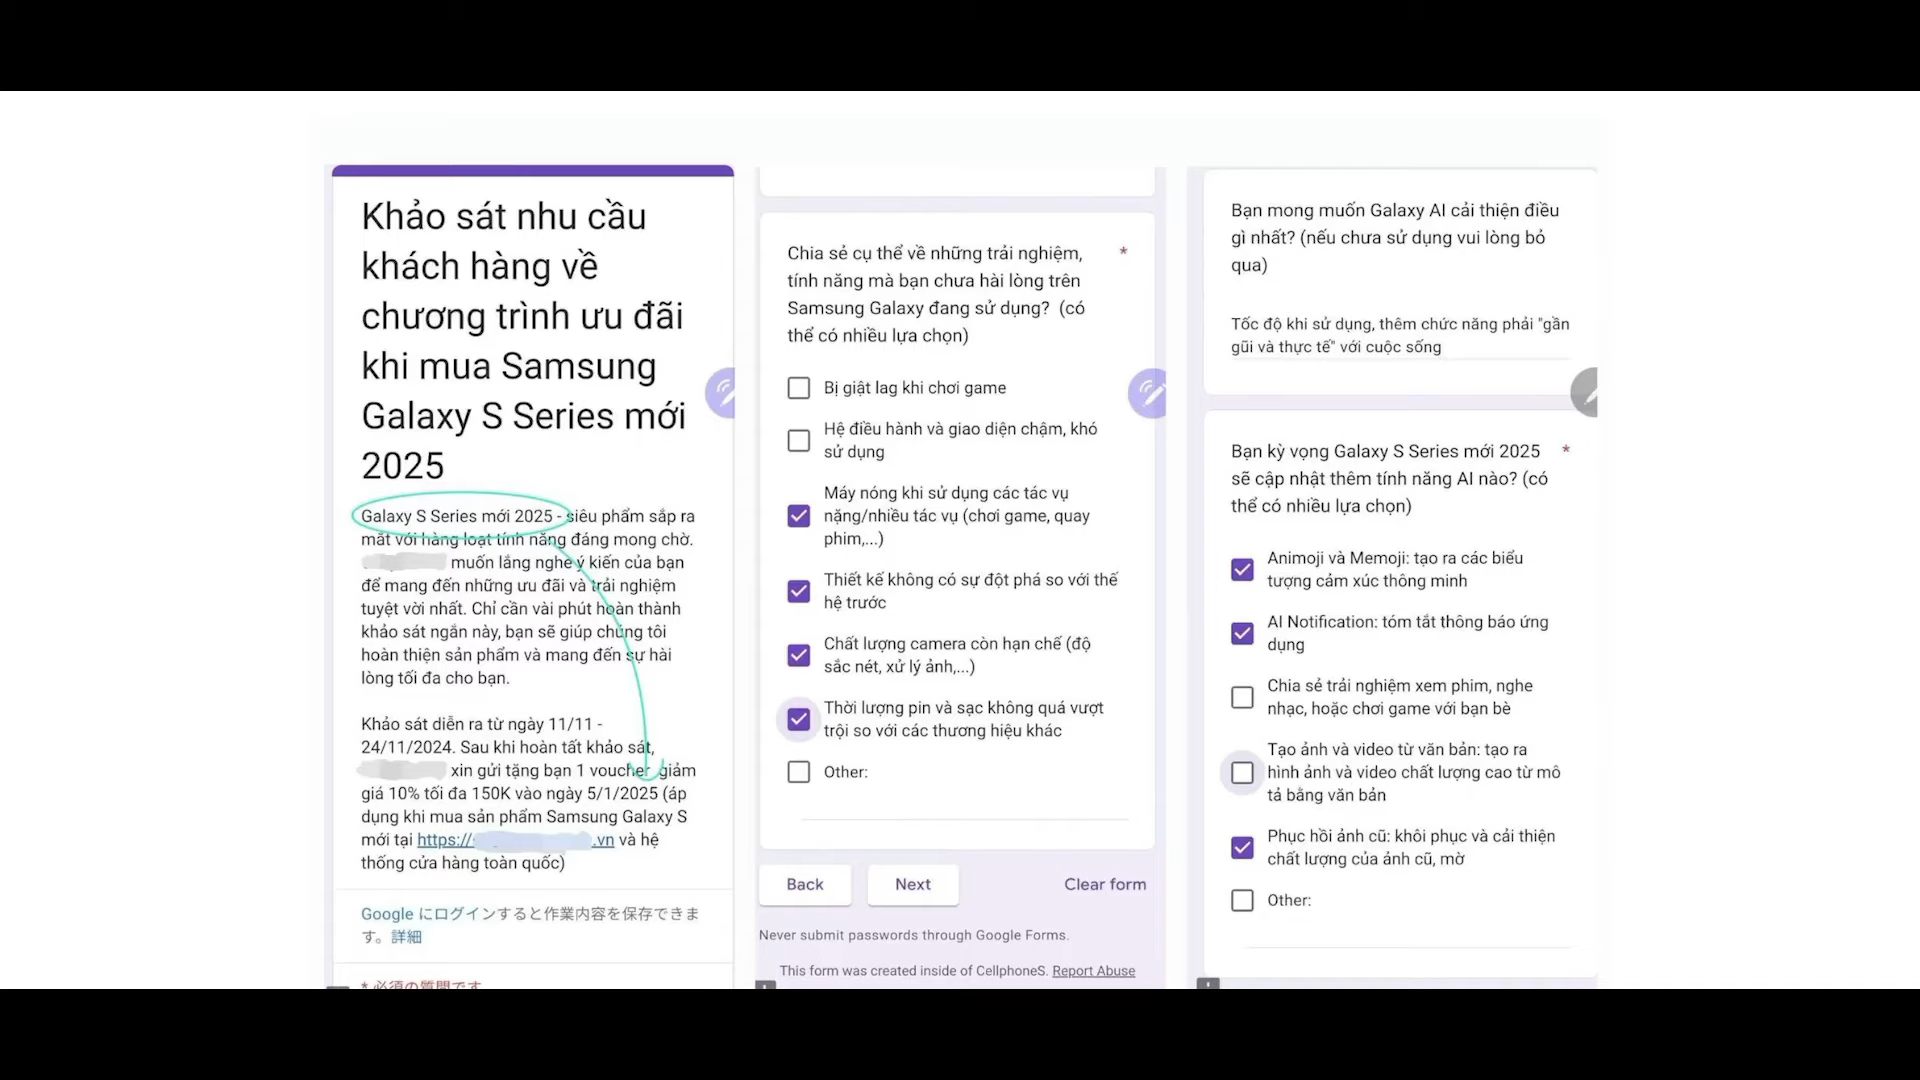 Khảo sát nhu cầu
khách hàng về
chương trình ưu đãi
khi mua Samsung
Galaxy S Series mới
2025
Galaxy S Series mới 2025 - siêu phẩm sắp ra
mắt với hàng loạt tính năng đáng mong chờ.
muốn lắng nghe ý kiến của bạn
để mang đến những ưu đãi và trải nghiệm
tuyệt vời nhất. Chỉ cần vài phút hoàn thành
khảo sát ngắn này, bạn sẽ giúp chúng tôi
hoàn thiện sản phẩm và mang đến sự hài
lòng tối đa cho bạn.
Khảo sát diễn ra từ ngày 11/11 -
24/11/2024. Sau khi hoàn tất khảo sát,
xin gửi tặng bạn 1 voucher giảm
giá 10% tối đa 150K vào ngày 5/1/2025 (áp
dụng khi mua sản phẩm Samsung Galaxy S
mới tại https:// .vn và hệ
thống cửa hàng toàn quốc)
Google にログインすると作業内容を保存できま
す。詳細
* 必須の質問です
Chia sẻ cụ thể về những trải nghiệm, *
tính năng mà bạn chưa hài lòng trên
Samsung Galaxy đang sử dụng? (có
thể có nhiều lựa chọn)
Bị giật lag khi chơi game
Hệ điều hành và giao diện chậm, khó
sử dụng
Máy nóng khi sử dụng các tác vụ
nặng/nhiều tác vụ (chơi game, quay
phim,...)
Thiết kế không có sự đột phá so với thế
hệ trước
Chất lượng camera còn hạn chế (độ
sắc nét, xử lý ảnh,...)
Thời lượng pin và sạc không quá vượt
trội so với các thương hiệu khác
Other:
Back Next Clear form
Never submit passwords through Google Forms.
This form was created inside of CellphoneS. Report Abuse
Bạn mong muốn Galaxy AI cải thiện điều
gì nhất? (nếu chưa sử dụng vui lòng bỏ
qua)
Tốc độ khi sử dụng, thêm chức năng phải "gần
gũi và thực tế" với cuộc sống
Bạn kỳ vọng Galaxy S Series mới 2025 *
sẽ cập nhật thêm tính năng AI nào? (có
thể có nhiều lựa chọn)
Animoji và Memoji: tạo ra các biểu
tượng cảm xúc thông minh
AI Notification: tóm tắt thông báo ứng
dụng
Chia sẻ trải nghiệm xem phim, nghe
nhạc, hoặc chơi game với bạn bè
Tạo ảnh và video từ văn bản: tạo ra
hình ảnh và video chất lượng cao từ mô
tả bằng văn bản
Phục hồi ảnh cũ: khôi phục và cải thiện
chất lượng của ảnh cũ, mờ
Other: